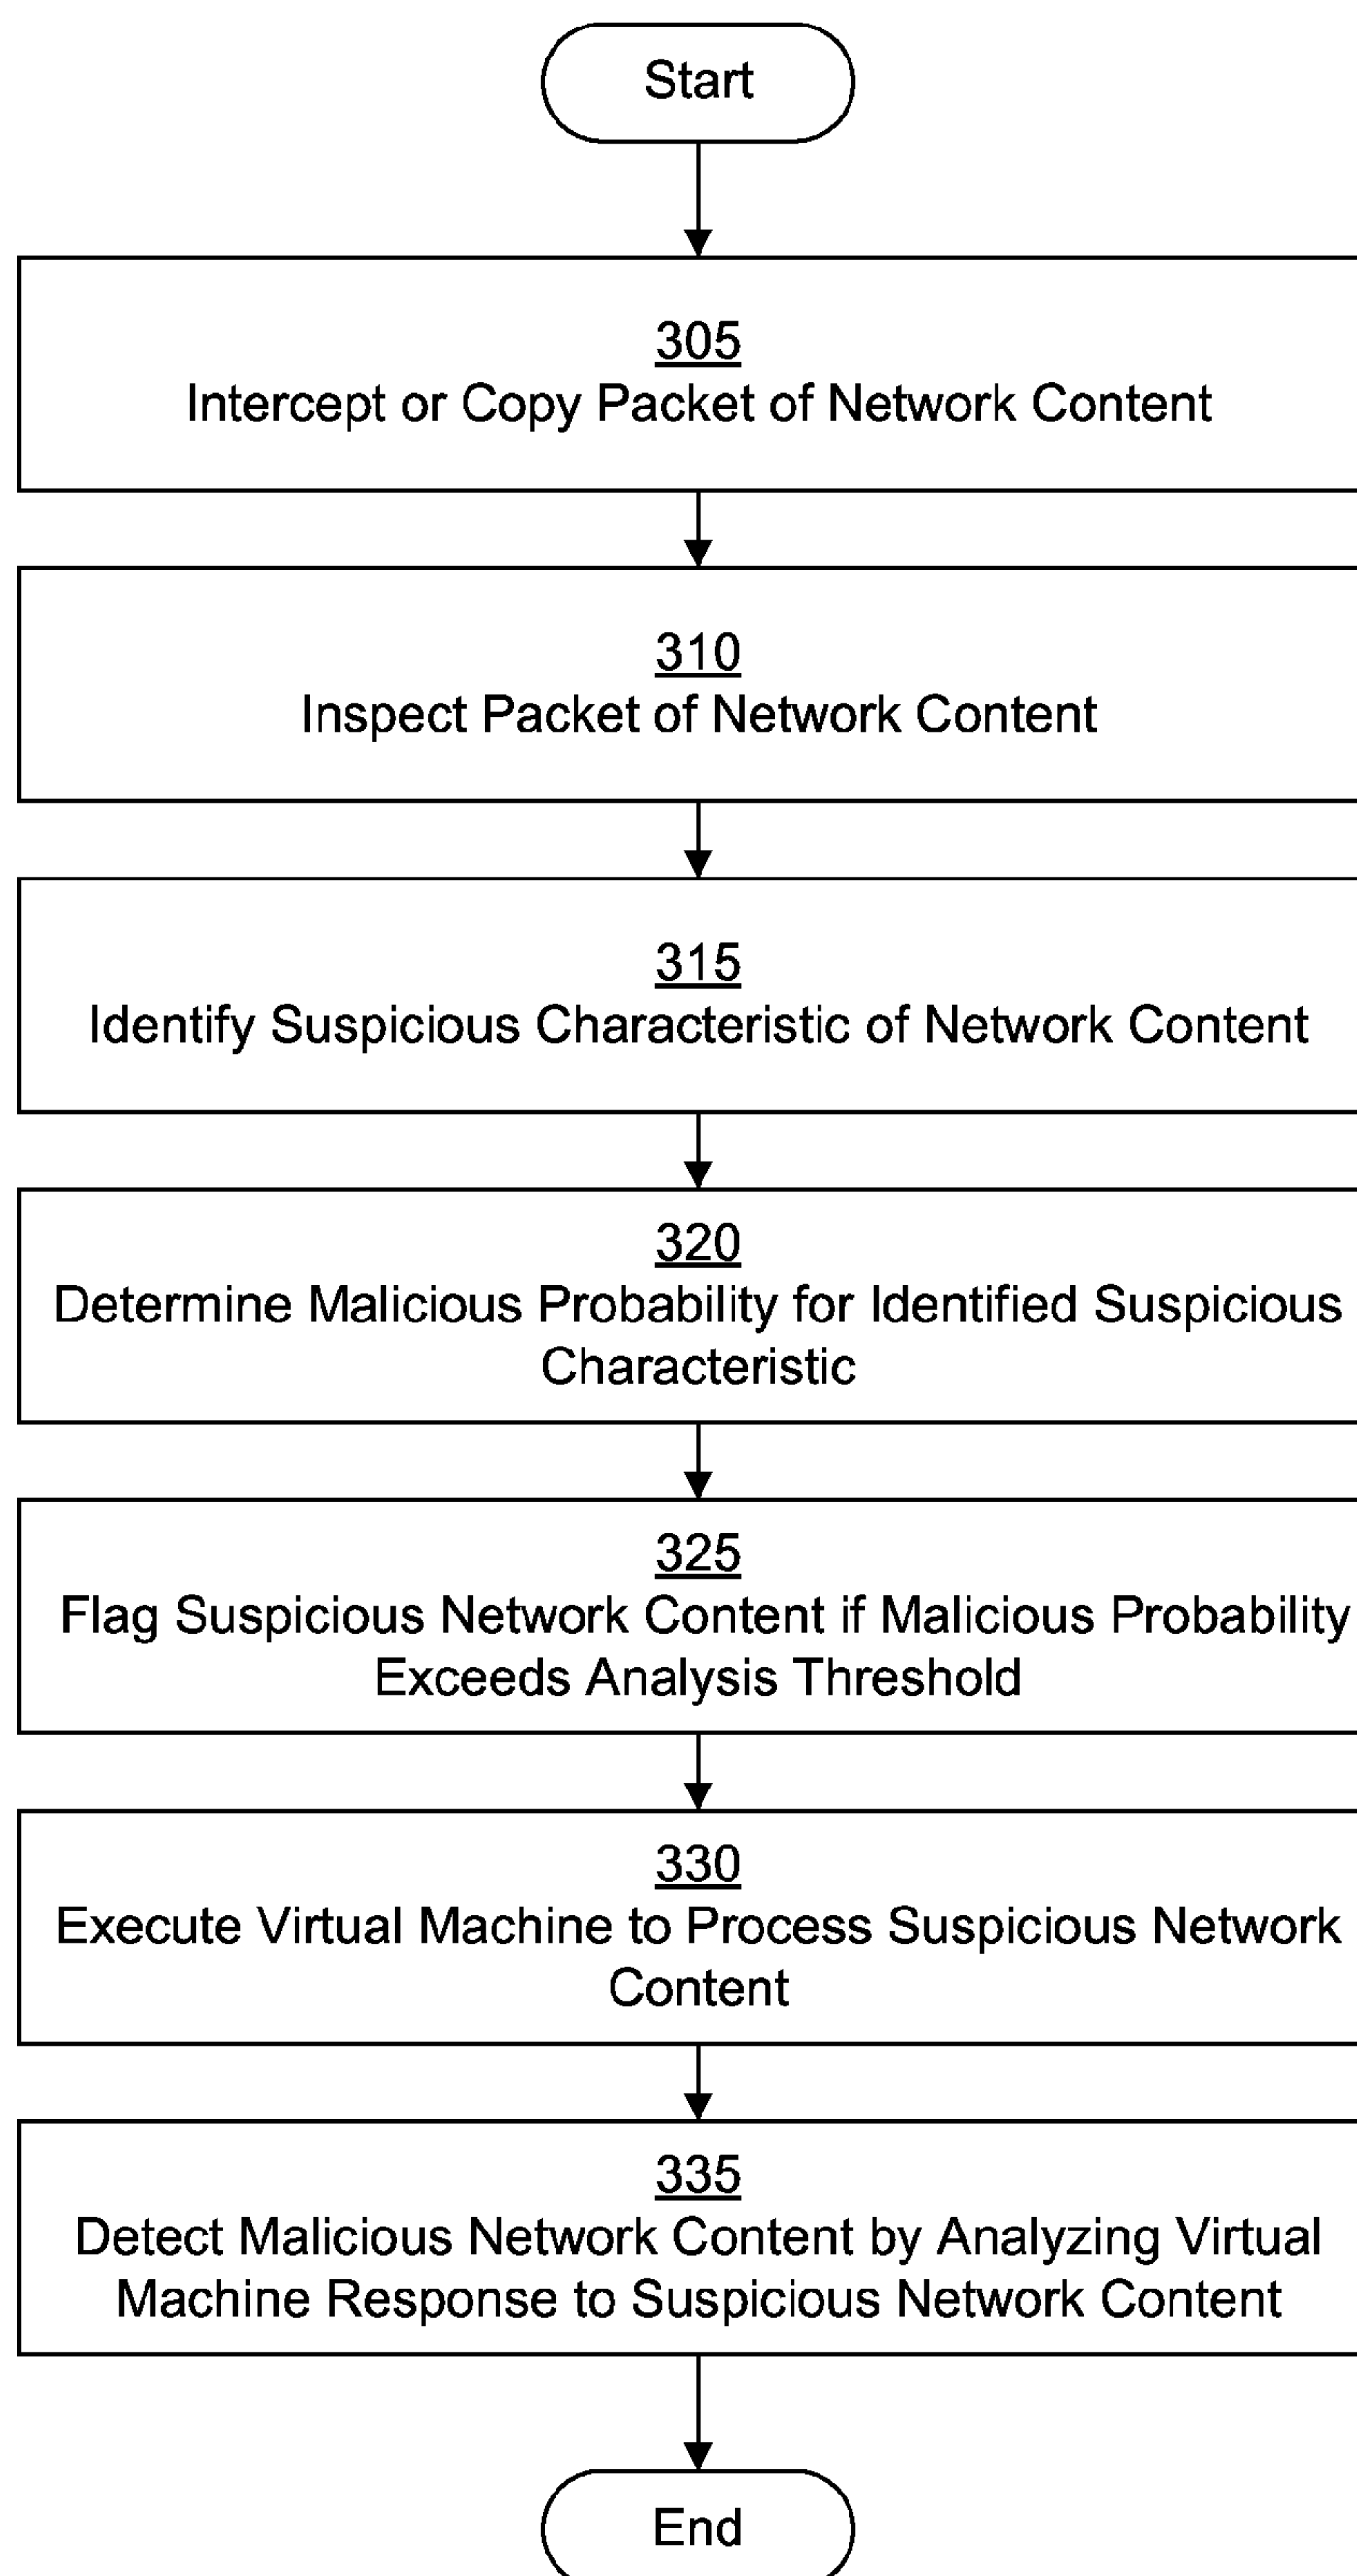 Start
305
Intercept or Copy Packet of Network Content
310
Inspect Packet of Network Content
315
Identify Suspicious Characteristic of Network Content
320
Determine Malicious Probability for Identified Suspicious
Characteristic
325
Flag Suspicious Network Content if Malicious Probability
Exceeds Analysis Threshold
330
Execute Virtual Machine to Process Suspicious Network
Content
335
Detect Malicious Network Content by Analyzing Virtual
Machine Response to Suspicious Network Content
End